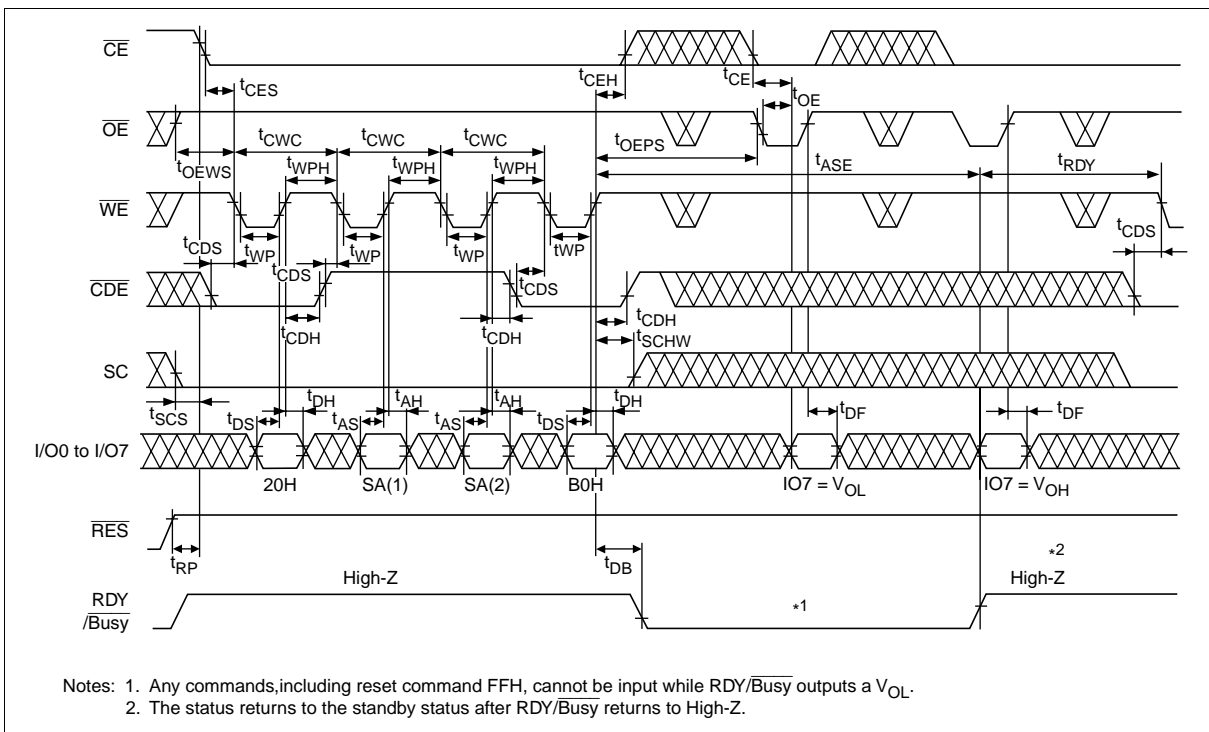 CE
tCES
tCEH
tCE
tOE
OE
tCWC tCWC tCWC
tOEWS
tOEPS
tWPH tWPH tWPH
tASE
tRDY
WE
tCDS
tWP tWP tWP tWP
tCDS
tCDS
tCDS
CDE
tCDH
tCDH
tCDH
tSCHW
SC
tSCS
tDS tDH tAS tAH tAS tAH tDS tDH tDF tDF
I/O0 to I/O7
20H SA(1) SA(2) B0H IO7 = VOL IO7 = VOH
RES
tRP
tDB
*2
High-Z High-Z
RDY
/Busy
*1
Notes: 1. Any commands,including reset command FFH, cannot be input while RDY/Busy outputs a VOL.
2. The status returns to the standby status after RDY/Busy returns to High-Z.